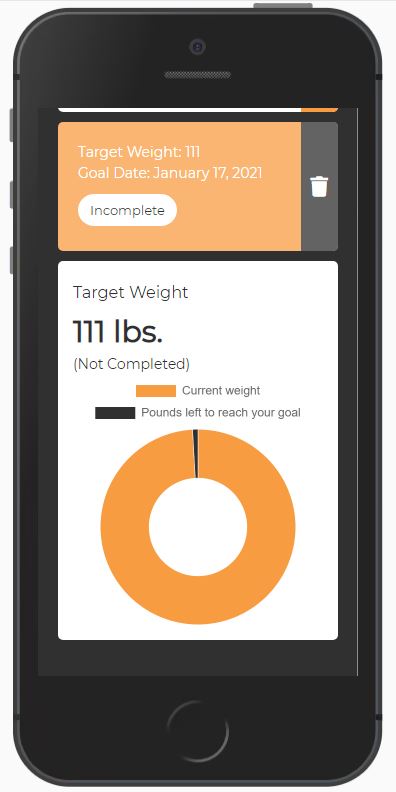 Target Weight: 111
Goal Date: January 17, 2021
Incomplete
Target Weight
111 lbs.
(Not Completed)
Current weight
Pounds left to reach your goal